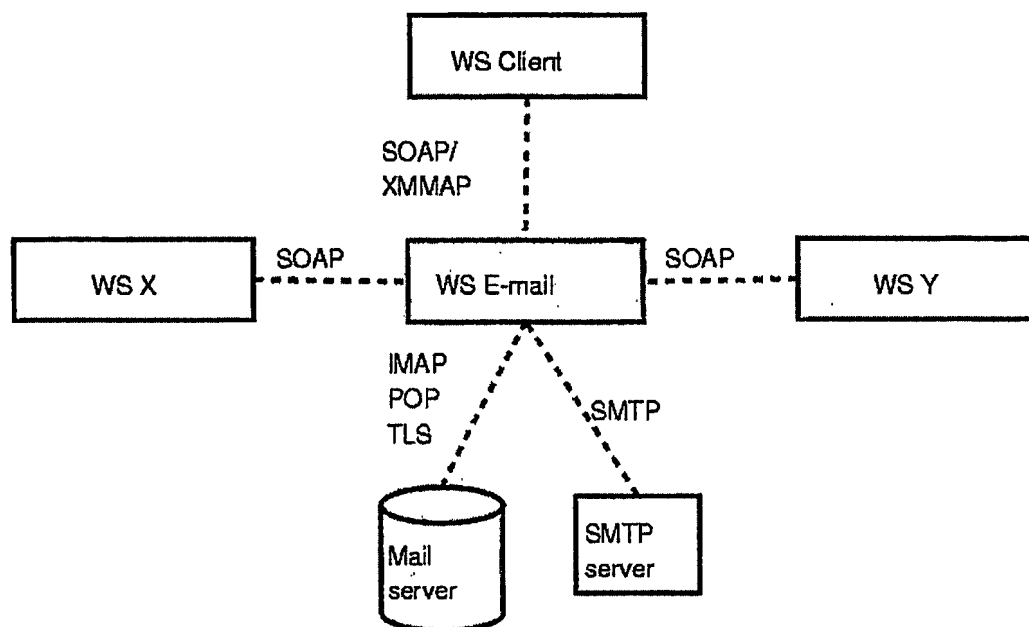 WS Client
SOAP/
XMMAP
WS X
SOAP
WS E-mail
SOAP
WS Y
IMAP
POP
TLS
SMTP
Mail
server
SMTP
server